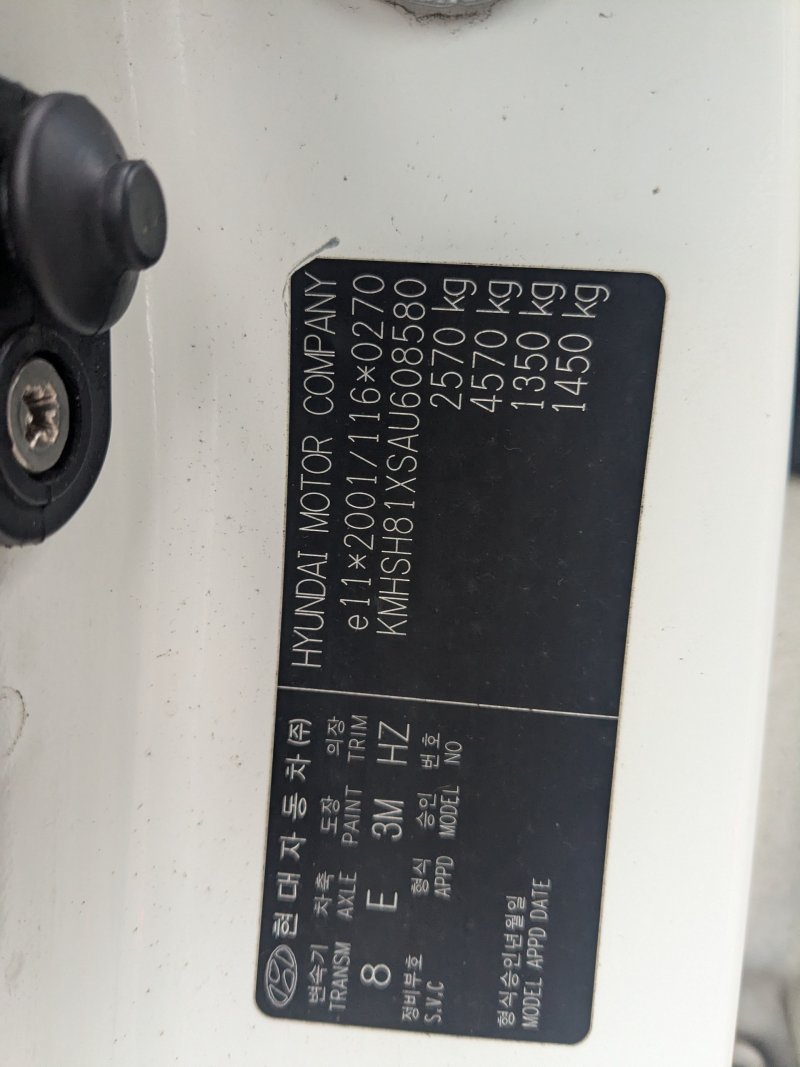 현대자동차(주)
변속기 차축 도장 의장
TRANSM AXLE PAINT TRIM
8 E 3M HZ
정비부호 형식 승인 번호
S.V.C APPD MODEL NO
형식승인년월일
MODEL APPD DATE
HYUNDAI MOTOR COMPANY
e11*2001/116*0270
KMHSH81XSAU608580
2570 kg
4570 kg
1350 kg
1450 kg